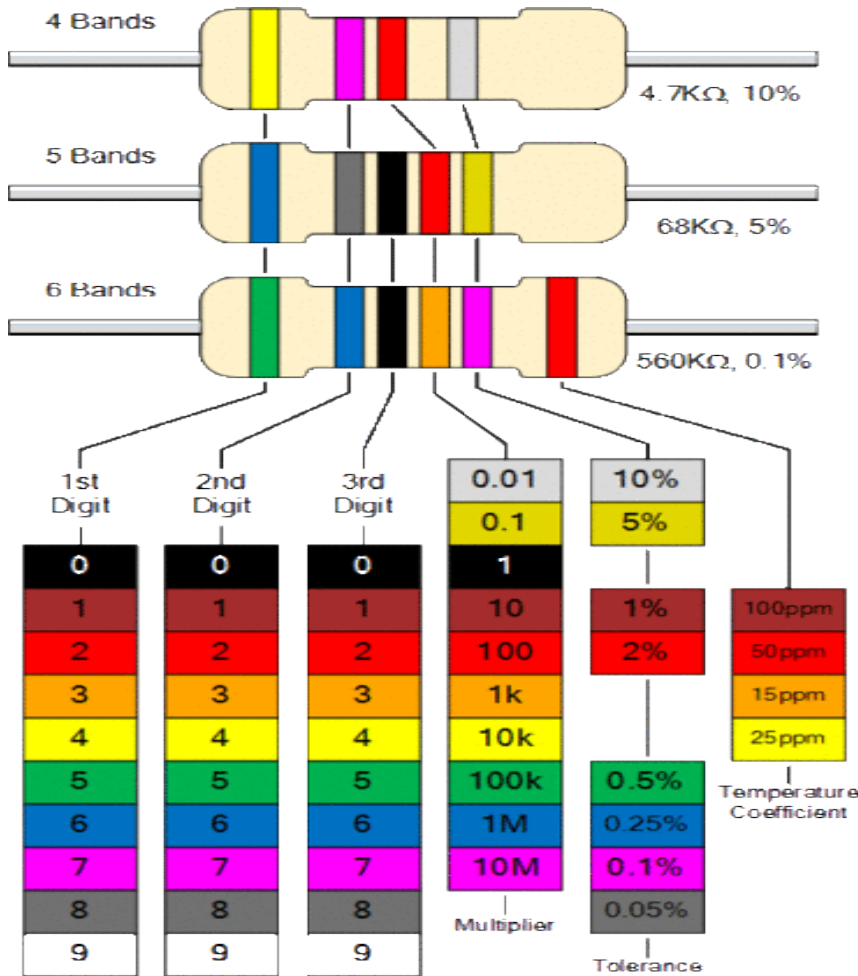 4 Bands
4.7KΩ, 10%
5 Bands
68KΩ, 5%
6 Bands
560KΩ, 0.1%
1st
Digit
2nd
Digit
3rd
Digit
0.01 10%
0.1 5%
0 0 0 1
1 1 1 10 1% 100ppm
2 2 2 100 2% 50ppm
3 3 3 1k 15ppm
4 4 4 10k 25ppm
5 5 5 100k 0.5%
Temperature
Coefficient
6 6 6 1M 0.25%
7 7 7 10M 0.1%
8 8 8 0.05%
Multiplier
9 9 9
Tolerance